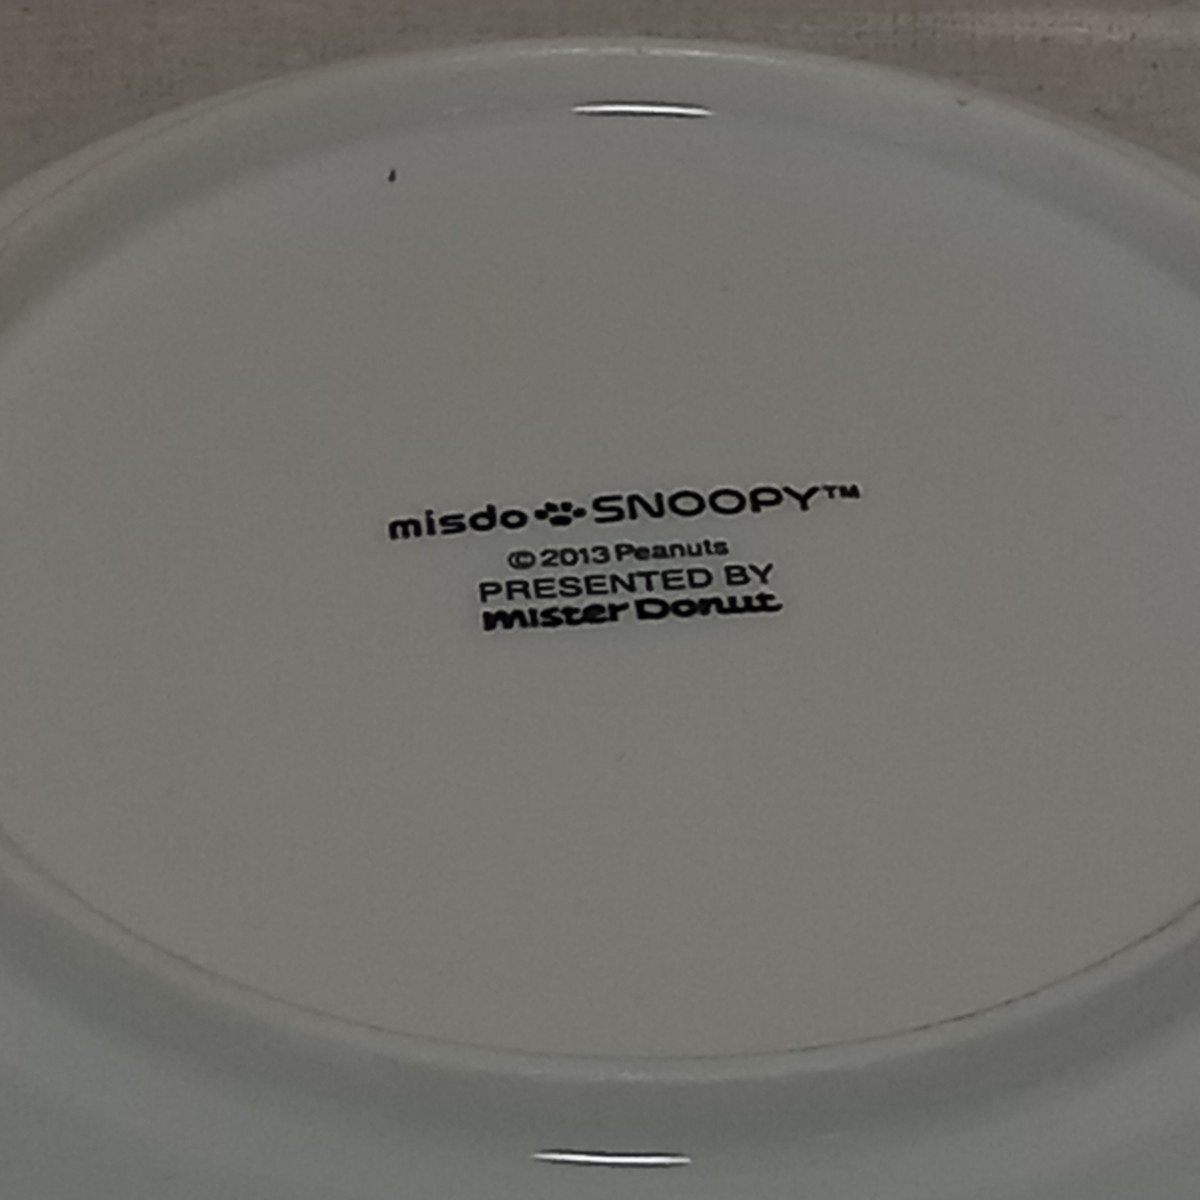 misdo SNOOPY™
©2013 Peanuts
PRESENTED BY
mister Donut